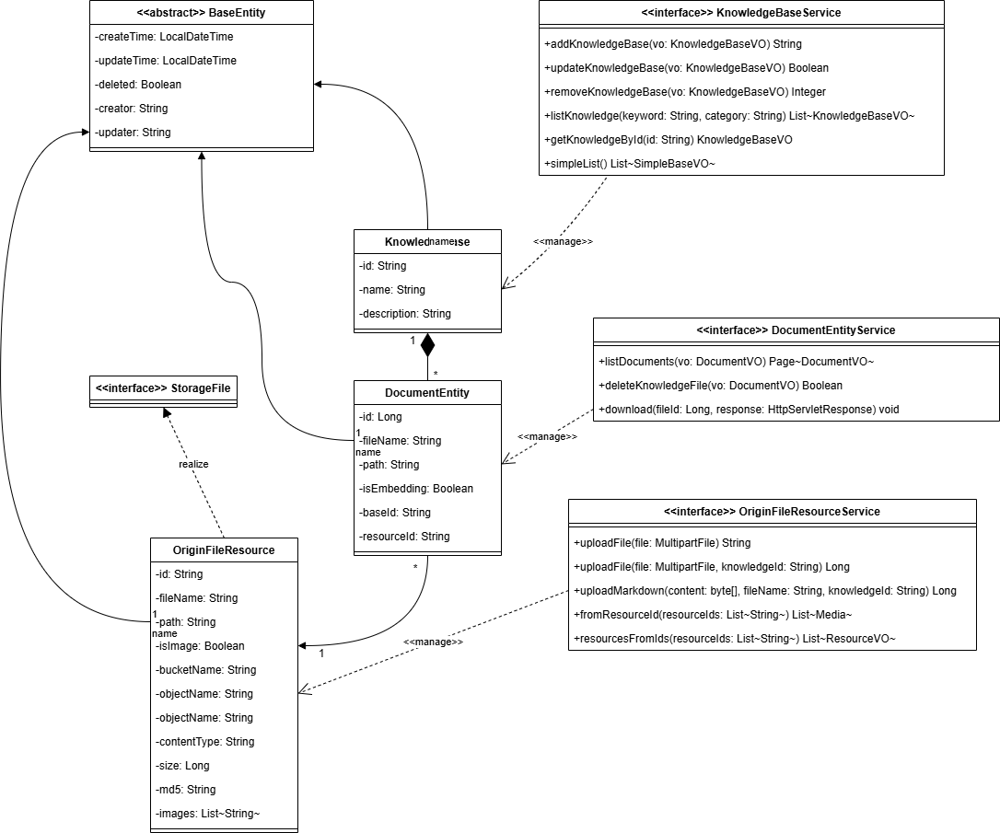 <<abstract>> BaseEntity
-createTime: LocalDateTime
-updateTime: LocalDateTime
-deleted: Boolean
-creator: String
-updater: String
<<interface>> KnowledgeBaseService
+addKnowledgeBase(vo: KnowledgeBaseVO) String
+updateKnowledgeBase(vo: KnowledgeBaseVO) Boolean
+removeKnowledgeBase(vo: KnowledgeBaseVO) Integer
+listKnowledge(keyword: String, category: String) List~KnowledgeBaseVO~
+getKnowledgeById(id: String) KnowledgeBaseVO
+simpleList() List~SimpleBaseVO~
<<manage>>
name
-id: String
-name: String
-description: String
1
*
<<interface>> DocumentEntityService
+listDocuments(vo: DocumentVO) Page~DocumentVO~
+deleteKnowledgeFile(vo: DocumentVO) Boolean
+download(fileId: Long, response: HttpServletResponse) void
<<manage>>
<<interface>> StorageFile
realize
DocumentEntity
-id: Long
1
-fileName: String
name
-path: String
-isEmbedding: Boolean
-baseId: String
-resourceId: String
*
1
<<interface>> OriginFileResourceService
+uploadFile(file: MultipartFile) String
+uploadFile(file: MultipartFile, knowledgeId: String) Long
+uploadMarkdown(content: byte[], fileName: String, knowledgeId: String) Long
+fromResourceId(resourceIds: List~String~) List~Media~
+resourcesFromIds(resourceIds: List~String~) List~ResourceVO~
<<manage>>
OriginFileResource
-id: String
-fileName: String
1
-path: String
name
-isImage: Boolean
-bucketName: String
-objectName: String
-objectName: String
-contentType: String
-size: Long
-md5: String
-images: List~String~